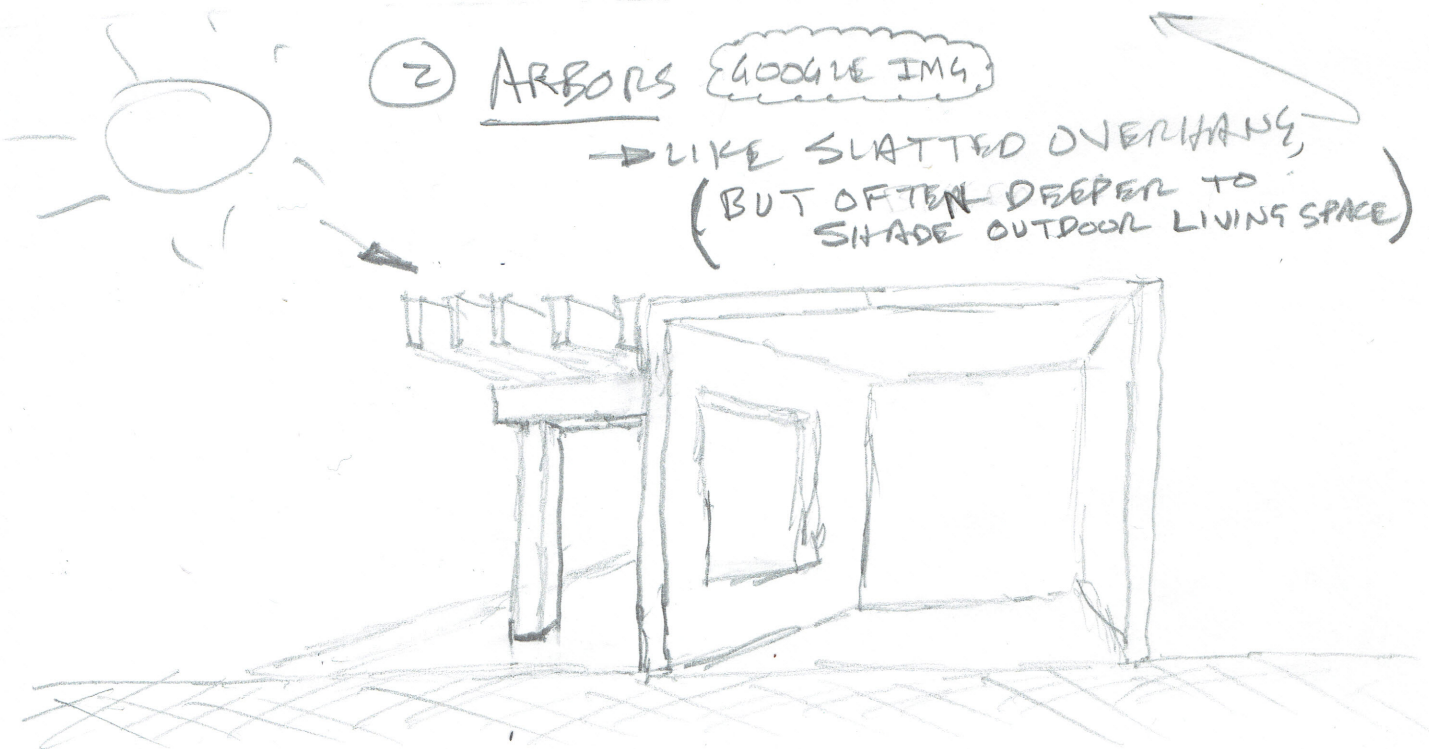 2 ARBORS GOOGLE IMG
LIKE SLATTED OVERHANG,
(BUT OFTEN DEEPER TO
SHADE OUTDOOR LIVING SPACE)